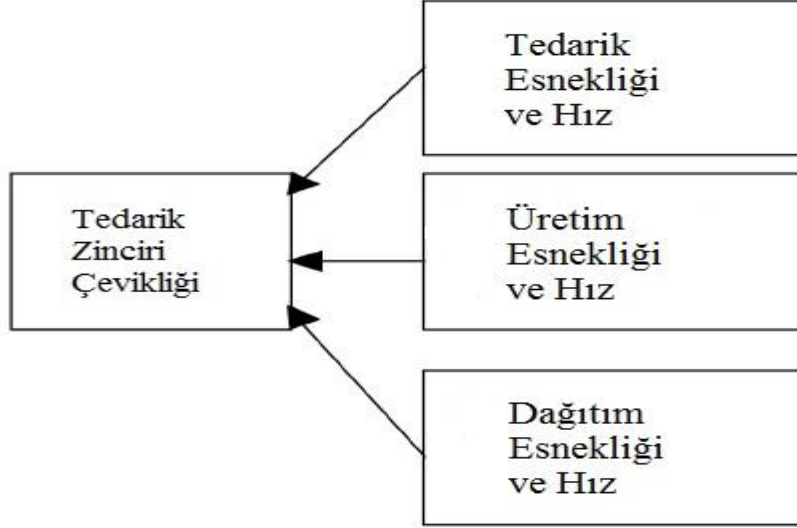 Tedarik
Esnekliği
ve Hız
Tedarik
Zinciri
Çevikliği
Üretim
Esnekliği
ve Hız
Dağıtım
Esnekliği
ve Hız